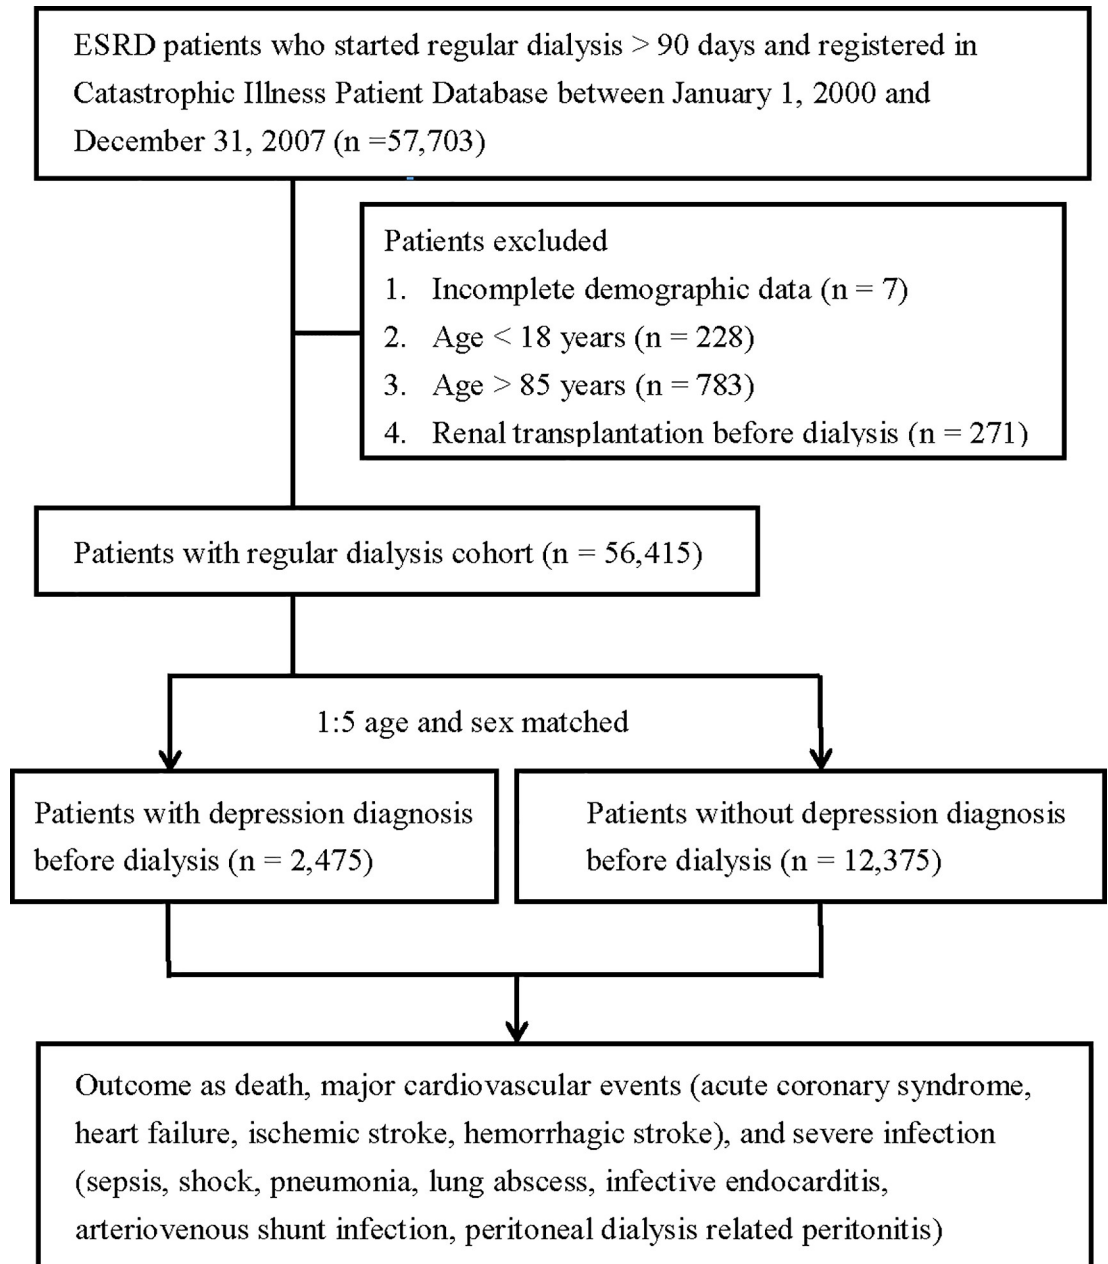 ESRD patients who started regular dialysis > 90 days and registered in
Catastrophic Illness Patient Database between January 1, 2000 and
December 31, 2007 (n =57,703)
Patients excluded
1. Incomplete demographic data (n = 7)
2. Age < 18 years (n = 228)
3. Age > 85 years (n = 783)
4. Renal transplantation before dialysis (n = 271)
Patients with regular dialysis cohort (n = 56,415)
1:5 age and sex matched
Patients with depression diagnosis
before dialysis (n = 2,475)
Patients without depression diagnosis
before dialysis (n = 12,375)
Outcome as death, major cardiovascular events (acute coronary syndrome,
heart failure, ischemic stroke, hemorrhagic stroke), and severe infection
(sepsis, shock, pneumonia, lung abscess, infective endocarditis,
arteriovenous shunt infection, peritoneal dialysis related peritonitis)